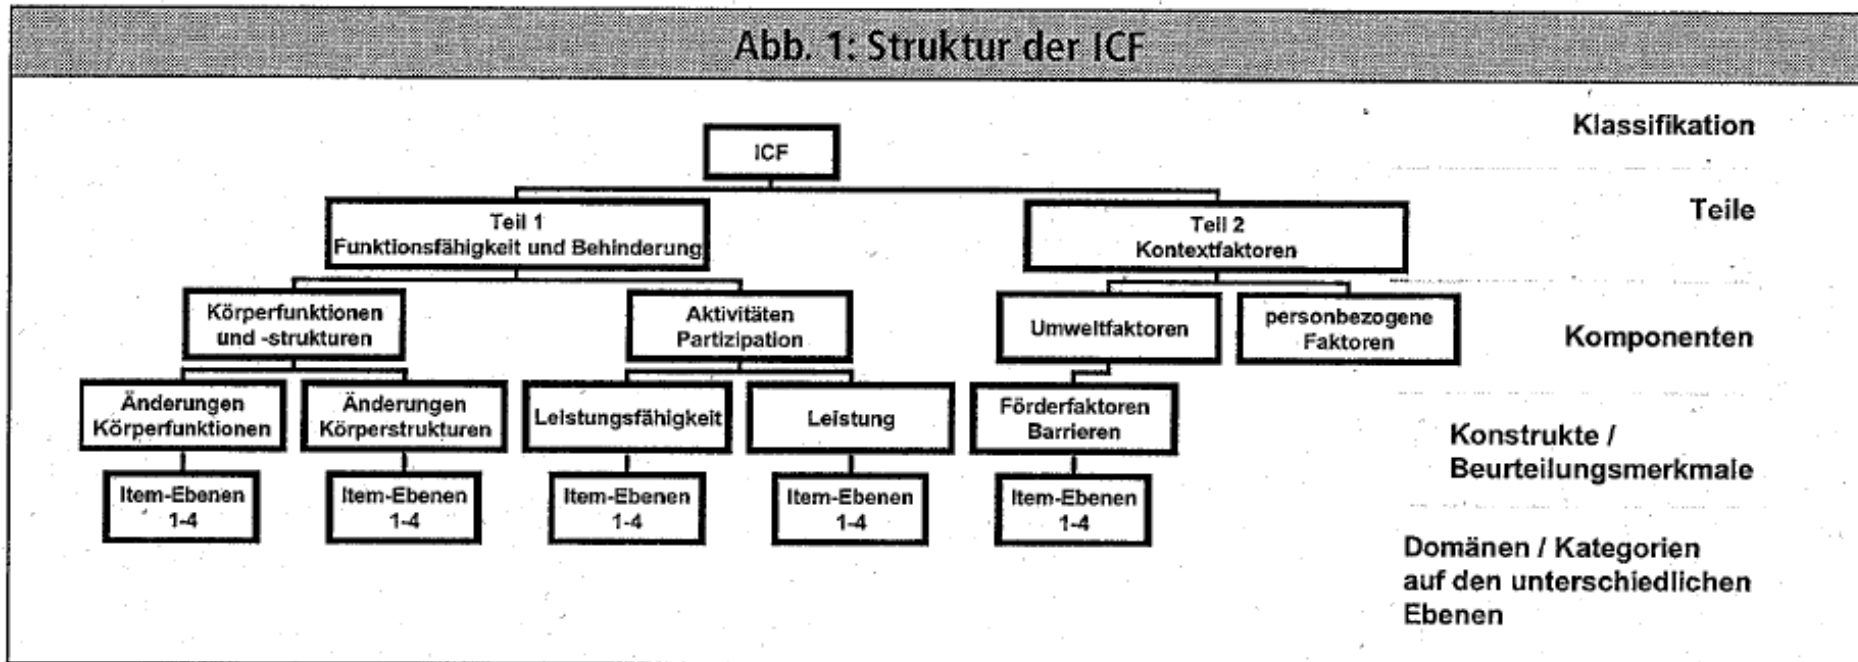 Abb. 1: Struktur der ICF
Klassifikation
ICF
Teile
Teil 1
Funktionsfähigkeit und Behinderung
Teil 2
Kontextfaktoren
Komponenten
Körperfunktionen
und -strukturen
Aktivitäten
Partizipation
Umweltfaktoren
personbezogene
Faktoren
Konstrukte /
Beurteilungsmerkmale
Änderungen
Körperfunktionen
Änderungen
Körperstrukturen
Leistungsfähigkeit
Leistung
Förderfaktoren
Barrieren
Item-Ebenen
1-4
Item-Ebenen
1-4
Item-Ebenen
1-4
Item-Ebenen
1-4
Item-Ebenen
1-4
Domänen / Kategorien
auf den unterschiedlichen
Ebenen